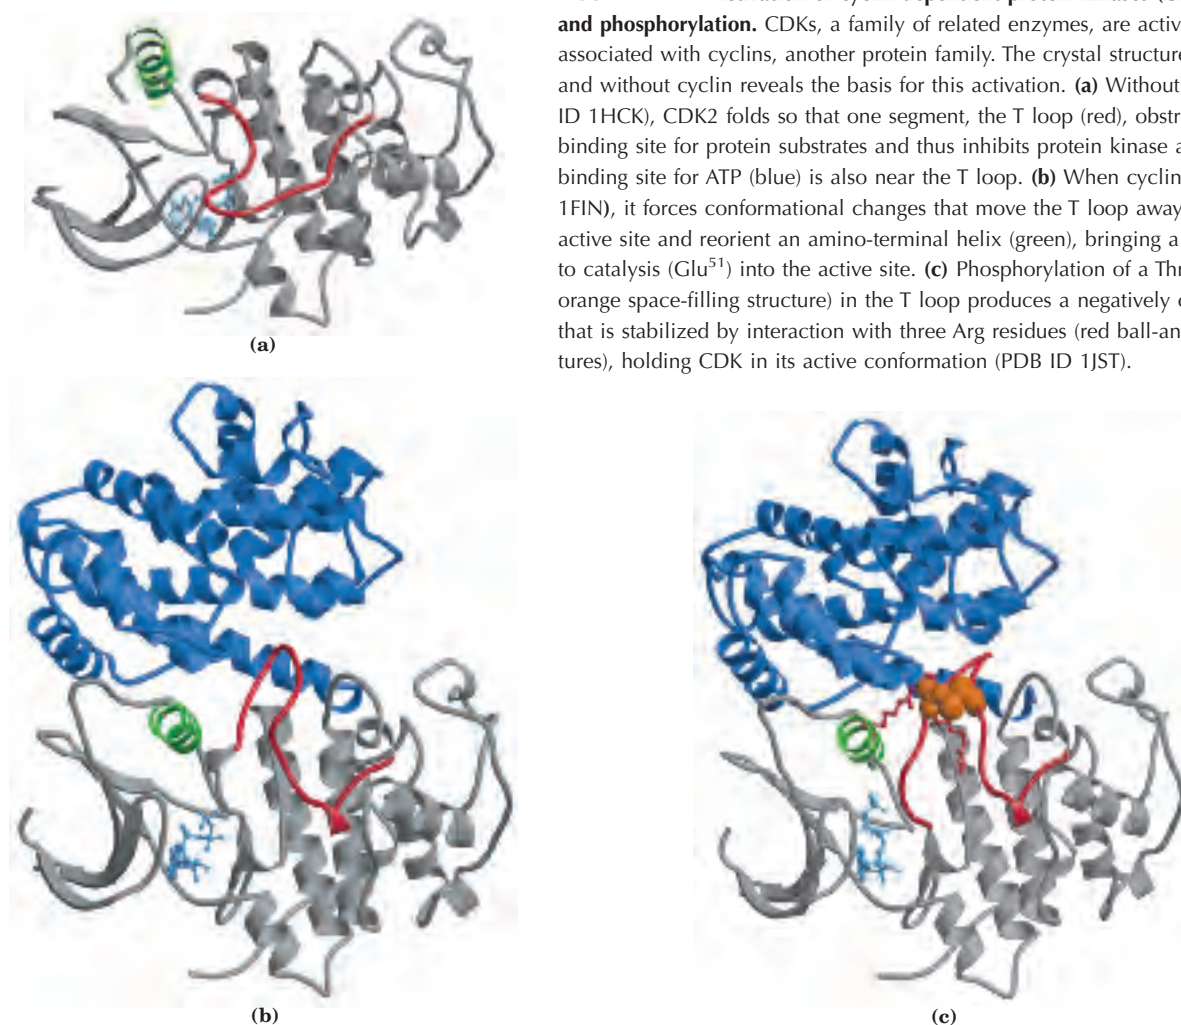 and phosphorylation. CDKs, a family of related enzymes, are activ
associated with cyclins, another protein family. The crystal structure
and without cyclin reveals the basis for this activation. (a) Without
ID 1HCK), CDK2 folds so that one segment, the T loop (red), obstr
binding site for protein substrates and thus inhibits protein kinase a
binding site for ATP (blue) is also near the T loop. (b) When cyclin
1FIN), it forces conformational changes that move the T loop away
active site and reorient an amino-terminal helix (green), bringing a
to catalysis (Glu51) into the active site. (c) Phosphorylation of a Thr
orange space-filling structure) in the T loop produces a negatively c
that is stabilized by interaction with three Arg residues (red ball-an
tures), holding CDK in its active conformation (PDB ID 1JST).
(a)
(b)
(c)